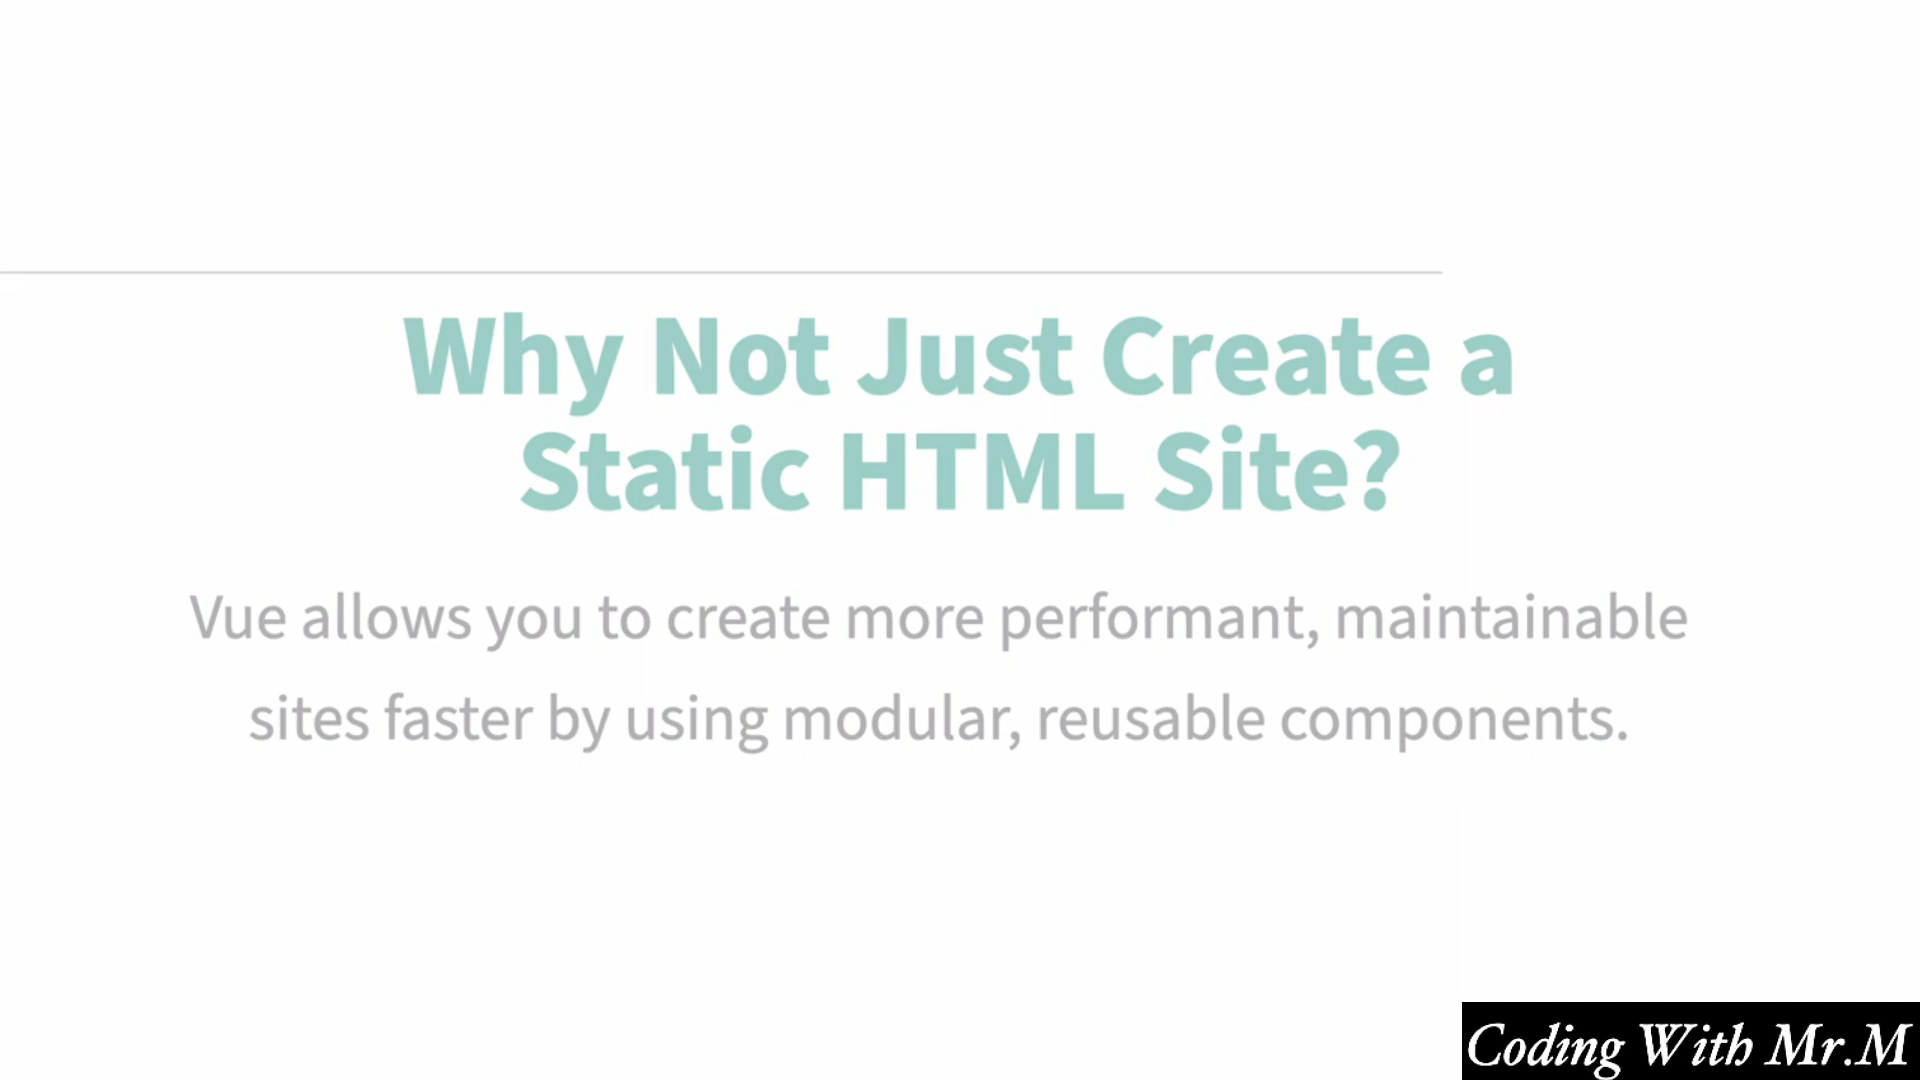 Why Not Just Create a
Static HTML Site?
Vue allows you to create more performant, maintainable
sites faster by using modular, reusable components.
Coding With Mr.M